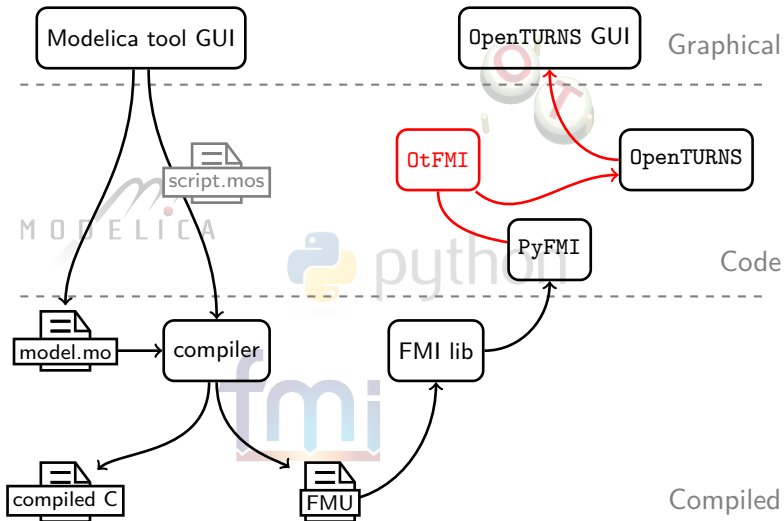 Modelica tool GUI
OpenTURNS GUI
Graphical
OT
script.mos
OtFMI
OpenTURNS
MODELICA
PyFMI
python
Code
model.mo
compiler
FMI lib
fmi
compiled C
FMU
Compiled